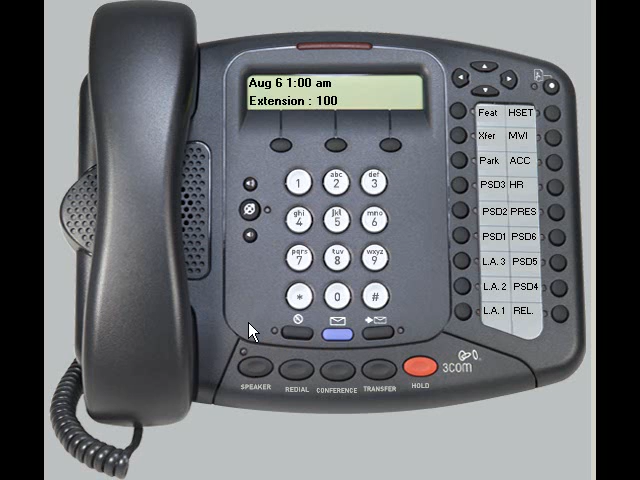 Aug 6 1:00 am
Extension : 100
Feat HSET
Xfer MWI
Park ACC
PSD3 HR
PSD2 PRES
PSD1 PSD6
L.A. 3 PSD5
L.A. 2 PSD4
L.A. 1 REL.
1 abc 2 def 3
ghi 4 jkl 5 mno 6
pqrs 7 tuv 8 wxyz 9
* 0 #
SPEAKER REDIAL CONFERENCE TRANSFER HOLD
3COM